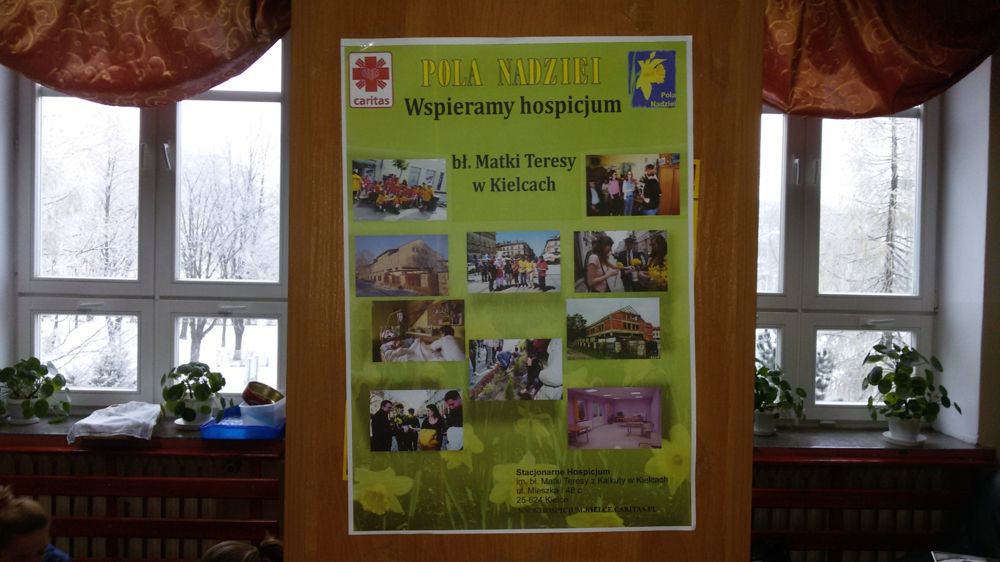 caritas
POLA NADZIEI
Pola
Nadziei
Wspieramy hospicjum
bł. Matki Teresy
w Kielcach
Stacjonarne Hospicjum
im. bł. Matki Teresy z Kalkuty w Kielcach
ul. Mieszka I 48 c
25-624 Kielce
WWW.HOSPICJUM.KIELCE.CARITAS.PL